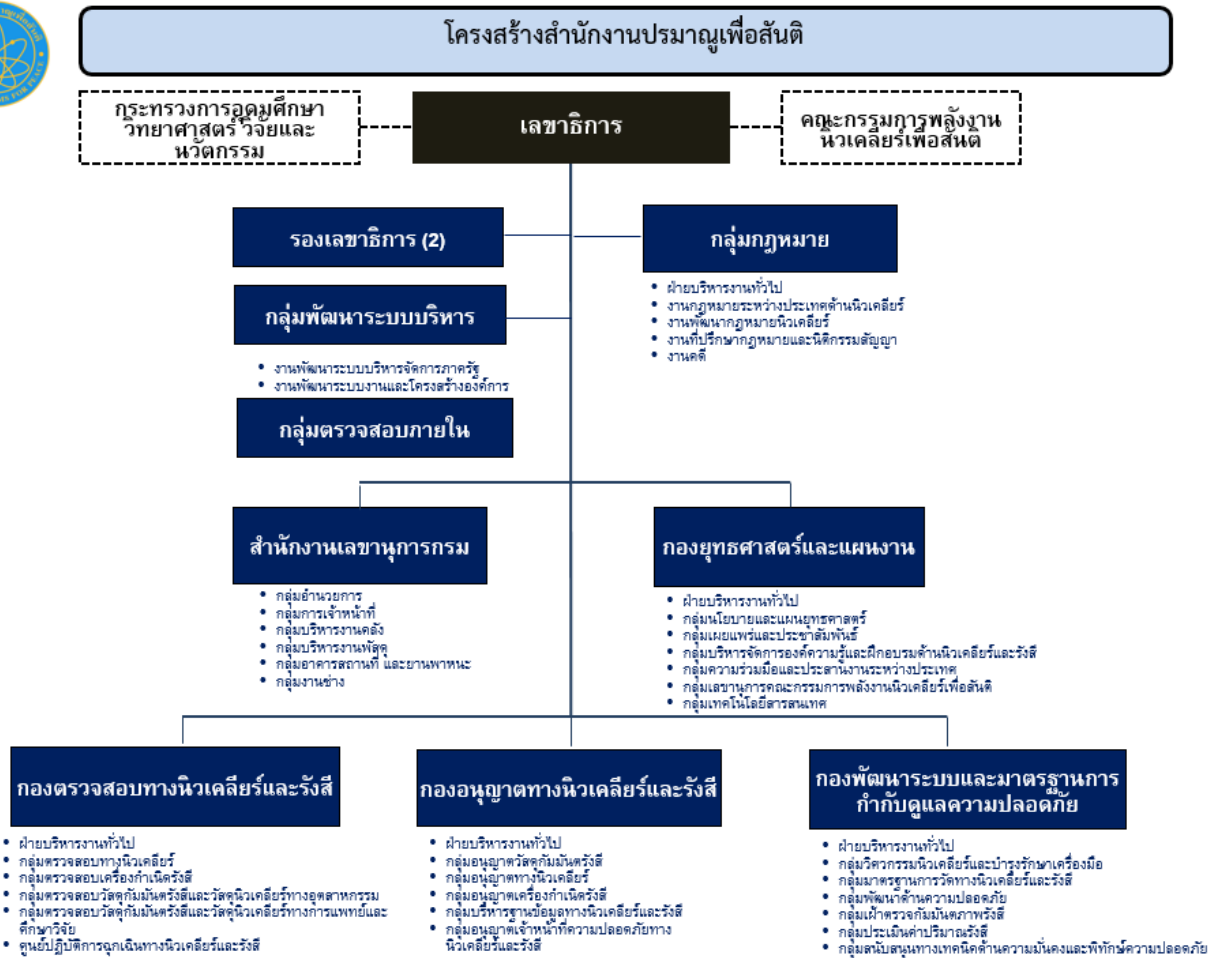 โครงสร้างสำนักงานปรมาณูเพื่อสันติ
กระทรวงการอุดมศึกษา
วิทยาศาสตร์ วิจัยและ
นวัตกรรม
เลขาธิการ
คณะกรรมการพลังงาน
นิวเคลียร์เพื่อสันติ
รองเลขาธิการ (2)
กลุ่มกฎหมาย
• ฝ่ายบริหารงานทั่วไป
• งานกฎหมายระหว่างประเทศด้านนิวเคลียร์
• งานพัฒนากฎหมายนิวเคลียร์
• งานที่ปรึกษากฎหมายและนิติกรรมสัญญา
• งานคดี
กลุ่มพัฒนาระบบบริหาร
• งานพัฒนาระบบบริหารจัดการภาครัฐ
• งานพัฒนาระบบงานและโครงสร้างองค์การ
กลุ่มตรวจสอบภายใน
สำนักงานเลขานุการกรม
• กลุ่มอำนวยการ
• กลุ่มการเจ้าหน้าที่
• กลุ่มบริหารงานคลัง
• กลุ่มบริหารงานพัสดุ
• กลุ่มอาคารสถานที่ และยานพาหนะ
• กลุ่มงานช่าง
กองยุทธศาสตร์และแผนงาน
• ฝ่ายบริหารงานทั่วไป
• กลุ่มนโยบายและแผนยุทธศาสตร์
• กลุ่มเผยแพร่และประชาสัมพันธ์
• กลุ่มบริหารจัดการองค์ความรู้และฝึกอบรมด้านนิวเคลียร์และรังสี
• กลุ่มความร่วมมือและประสานงานระหว่างประเทศ
• กลุ่มเลขานุการคณะกรรมการพลังงานนิวเคลียร์เพื่อสันติ
• กลุ่มเทคโนโลยีสารสนเทศ
กองตรวจสอบทางนิวเคลียร์และรังสี
• ฝ่ายบริหารงานทั่วไป
• กลุ่มตรวจสอบทางนิวเคลียร์
• กลุ่มตรวจสอบเครื่องกำเนิดรังสี
• กลุ่มตรวจสอบวัสดุกัมมันตรังสีและวัสดุนิวเคลียร์ทางอุตสาหกรรม
• กลุ่มตรวจสอบวัสดุกัมมันตรังสีและวัสดุนิวเคลียร์ทางการแพทย์และ
ศึกษาวิจัย
• ศูนย์ปฏิบัติการฉุกเฉินทางนิวเคลียร์และรังสี
กองอนุญาตทางนิวเคลียร์และรังสี
• ฝ่ายบริหารงานทั่วไป
• กลุ่มอนุญาตวัสดุกัมมันตรังสี
• กลุ่มอนุญาตทางนิวเคลียร์
• กลุ่มอนุญาตเครื่องกำเนิดรังสี
• กลุ่มบริหารฐานข้อมูลทางนิวเคลียร์และรังสี
• กลุ่มอนุญาตเจ้าหน้าที่ความปลอดภัยทาง
นิวเคลียร์และรังสี
กองพัฒนาระบบและมาตรฐานการ
กำกับดูแลความปลอดภัย
• ฝ่ายบริหารงานทั่วไป
• กลุ่มวิศวกรรมนิวเคลียร์และบำรุงรักษาเครื่องมือ
• กลุ่มมาตรฐานการวัดทางนิวเคลียร์และรังสี
• กลุ่มพัฒนาด้านความปลอดภัย
• กลุ่มเฝ้าตรวจกัมมันตภาพรังสี
• กลุ่มประเมินค่าปริมาณรังสี
• กลุ่มสนับสนุนทางเทคนิคด้านความมั่นคงและพิทักษ์ความปลอดภัย